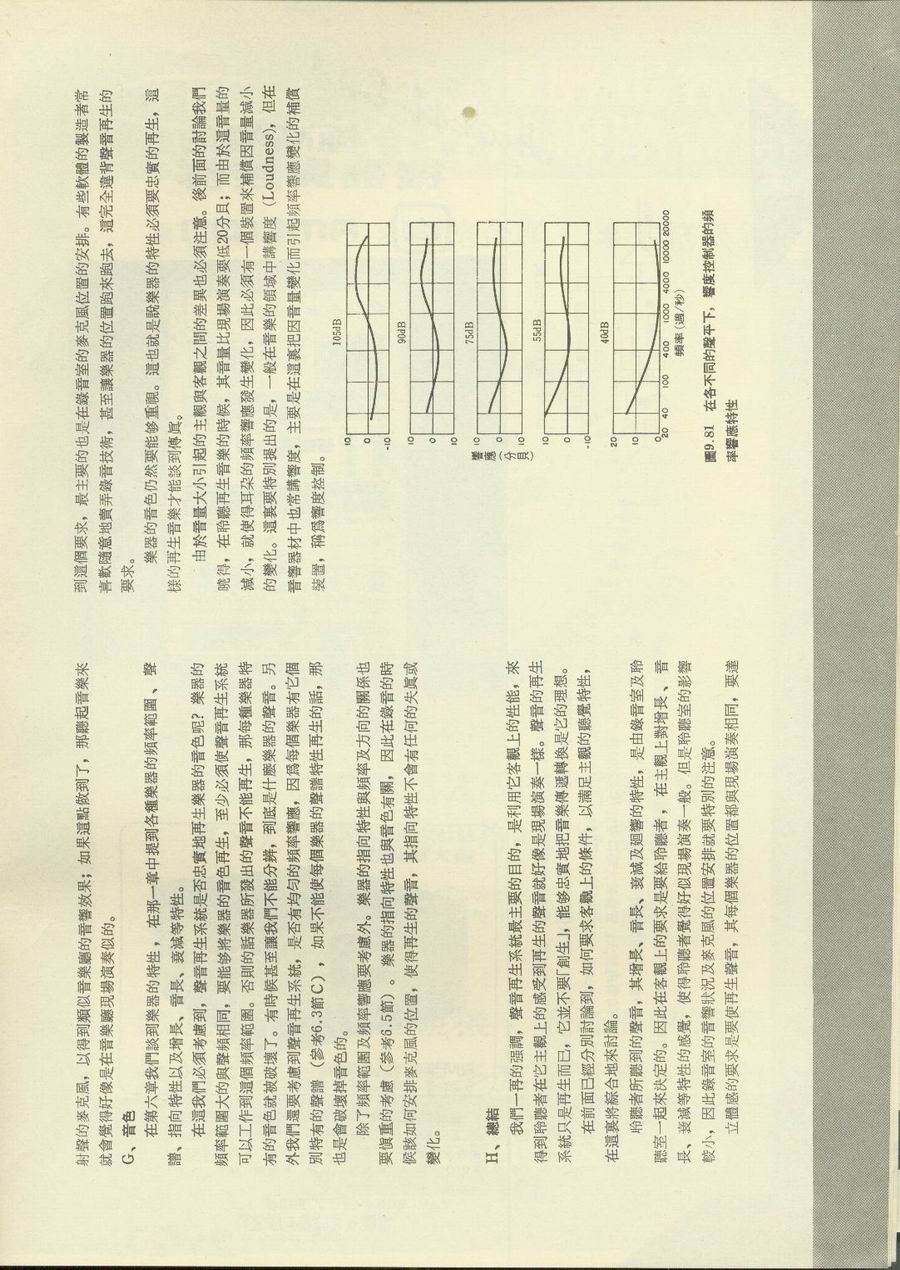 射聲的麥克風，以得到類似音樂廳的音響效果；如果這點做到了，那聽起音樂來
就會覺得好像是在音樂廳現場演奏似的。
G、音色
在第六章我們談到樂器的特性，在那一章中提到各種樂器的頻率範圍、聲
譜、指向特性以及增長、音長、衰減等特性。
在這我們必須考慮到，聲音再生系統是否忠實地再生樂器的音色呢？樂器的
頻率範圍大的與聲頻相同，要能够將樂器的音色再生，至少必須使聲音再生系統
可以工作到這個頻率範圍。否則的話樂器所發出的聲音不能再生，那每種樂器特
有的音色就被破壞了。有時候甚至讓我們不能分辨，到底是什麼樂器的聲音。另
外我們還要考慮到聲音再生系統，是否有均勻的頻率響應，因爲每個樂器有它個
別特有的聲譜（參考6.3節C），如果不能使每個樂器的聲譜特性再生的話，那
也是會破壞掉音色的。
除了頻率範圍及頻率響應要考慮外。樂器的指向特性與頻率及方向的關係也
要慎重的考慮（參考6.5節）。樂器的指向特性也與音色有關，因此在錄音的時
候該如何安排麥克風的位置，使得再生的聲音，其指向特性不會有任何的失眞或
變化。
H、總結
我們一再的强調，聲音再生系統最主要的目的，是利用它客觀上的性能，來
得到聆聽者在它主觀上的感受到再生的聲音就好像是現場演奏一樣。聲音的再生
系統只是再生而已，它並不要「創生」，能够忠實地把音樂傳遞轉換是它的理想。
在前面已經分別討論到，如何要求客觀上的條件，以滿足主觀的聽覺特性，
在這裏將綜合地來討論。
聆聽者所聽到的聲音，其增長、音長、衰減及迴響的特性，是由錄音室及聆
聽室一起來決定的。因此在客觀上的要求是要給聆聽者，在主觀上對增長、音
長、衰減等特性的感覺，使得聆聽者覺得好似現場演奏一般。但是聆聽室的影響
較小，因此錄音室的音響狀況及麥克風的位置安排就要特別的注意。
立體感的要求是要使再生聲音，其每個樂器的位置都與現場演奏相同，要達
到這個要求，最主要的也是在錄音室的麥克風位置的安排。有些軟體的製造者常
喜歡隨意地賣弄錄音技術，甚至讓樂器的位置跑來跑去，這完全違背聲音再生的
要求。
樂器的音色仍然要能够重視。這也就是說樂器的特性必須要忠實的再生，這
樣的再生音樂才能談到傳眞。
由於音量大小引起的主觀與客觀之間的差異也必須注意。後前面的討論我們
曉得，在聆聽再生音樂的時候，其音量比現場演奏要低20分貝；而由於這音量的
減小，就使得耳朵的頻率響應發生變化，因此必須有一個裝置來補償因音量減小
的變化。這裏要特別提出的是，一般在音樂的領域中講響度（Loudness），但在
音響器材中也常講響度，主要是在這裏把因音量變化而引起頻率響應變化的補償
裝置，稱爲響度控制。
105dB
10
0
-10
90dB
10
0
10
75dB
10
0
10
55dB
10
0
-10
40dB
20
10
0
響應(分貝)
20 40 100 400 1000 4000 10000 20000
頻率(週/秒)
圖9.81 在各不同的聲平下，響度控制器的頻
率響應特性